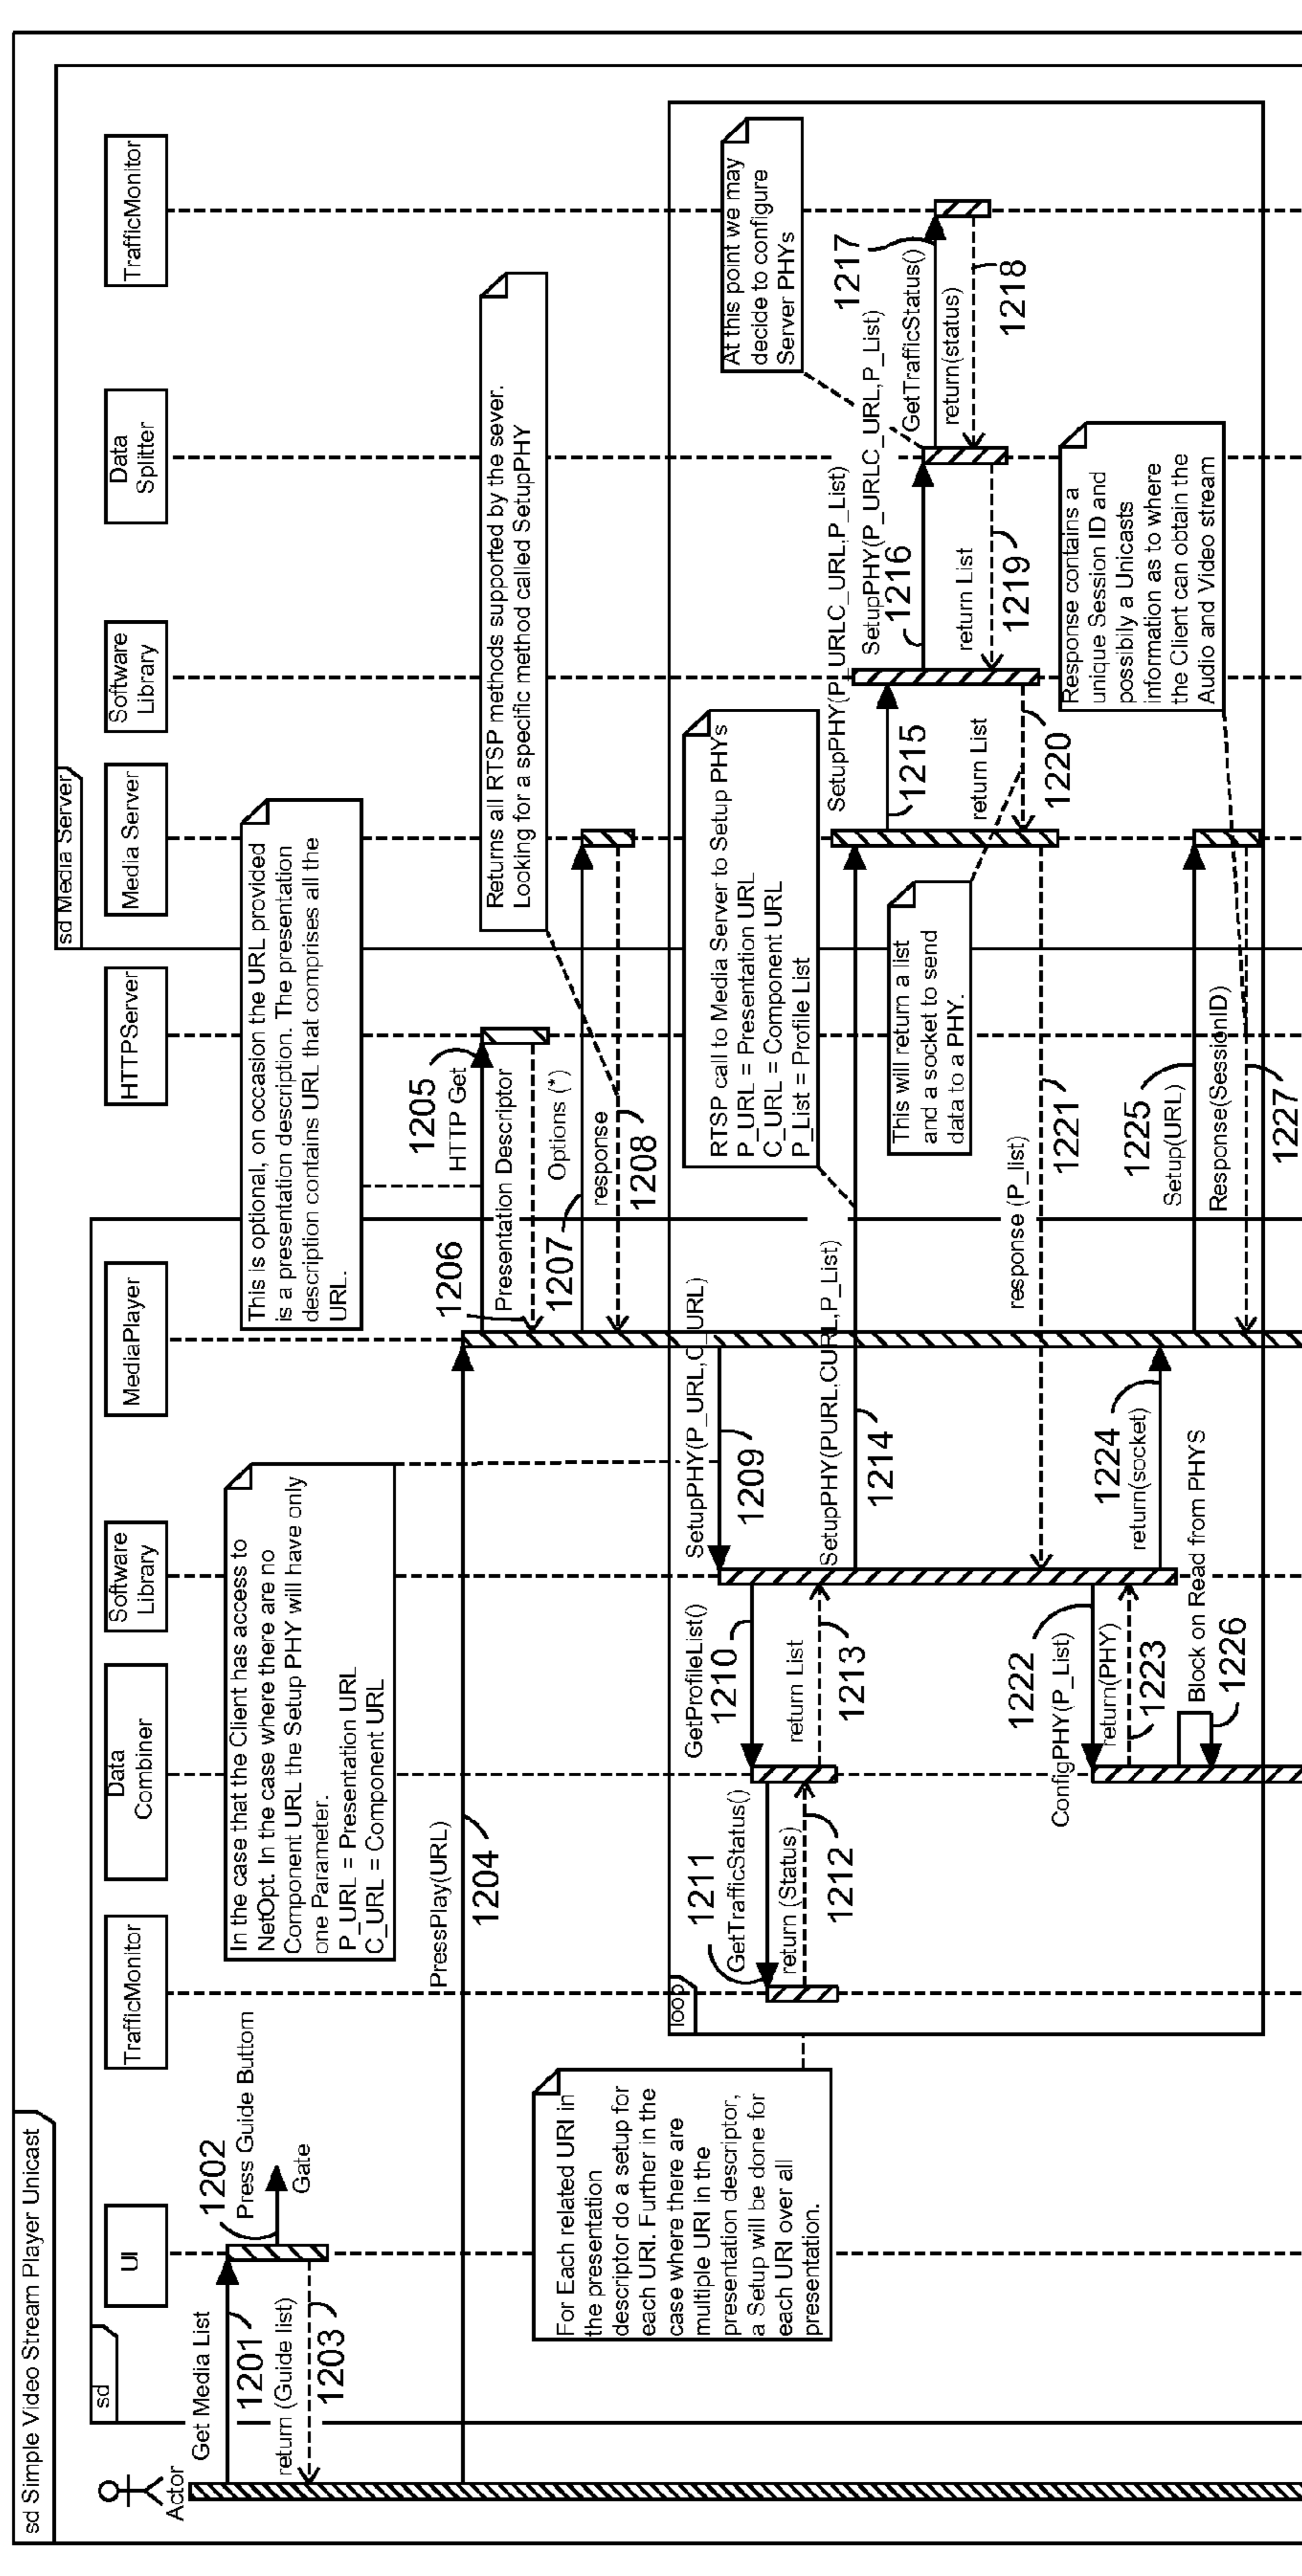 sd Simple Video Stream Player Unicast
sd
sd Media Server
Actor
UI
TrafficMonitor
Data
Combiner
Software
Library
MediaPlayer
HTTPServer
Media Server
Software
Library
Data
Splitter
TrafficMonitor
Get Media List
1201
1202
Press Guide Buttom
Gate
return (Guide list)
1203
In the case that the Client has access to
NetOpt. In the case where there are no
Component URL the Setup PHY will have only
one Parameter.
P_URL = Presentation URL
C_URL = Component URL
This is optional, on occasion the URL provided
is a presentation description. The presentation
description contains URL that comprises all the
URL.
PressPlay(URL)
1204
1205
HTTP Get
1206
Presentation Descriptor
1207
Options (*)
response
1208
Returns all RTSP methods supported by the sever.
Locking for a specific method called SetupPHY
For Each related URI in
the presentation
descriptor do a setup for
each URI. Further in the
case where there are
multiple URI in the
presentation descriptor,
a Setup will be done for
each URI over all
presentation.
loop
SetupPHY(P_URL,C_URL)
1209
GetProfileList()
1210
1211
GetTrafficStatus()
return (Status)
1212
return List
1213
RTSP call to Media Server to Setup PHYs
P_URL = Presentation URL
C_URL = Component URL
P_List = Profile List
SetupPHY(PURL,CURL,P_List)
1214
SetupPHY(P_URLC_URL,P_List)
1215
SetupPHY(P_URLC_URL,P_List)
1216
At this point we may
decide to configure
Server PHYs
1217
GetTrafficStatus()
return(status)
1218
return List
1219
return List
1220
This will return a list
and a socket to send
data to a PHY.
response (P_list)
1221
1222
ConfigPHY(P_List)
return(PHY)
1223
1224
return(socket)
Block on Read from PHYS
1226
1225
Setup(URL)
Response(SessionID)
1227
Response contains a
unique Session ID and
possibily a Unicasts
information as to where
the Client can obtain the
Audio and Video stream